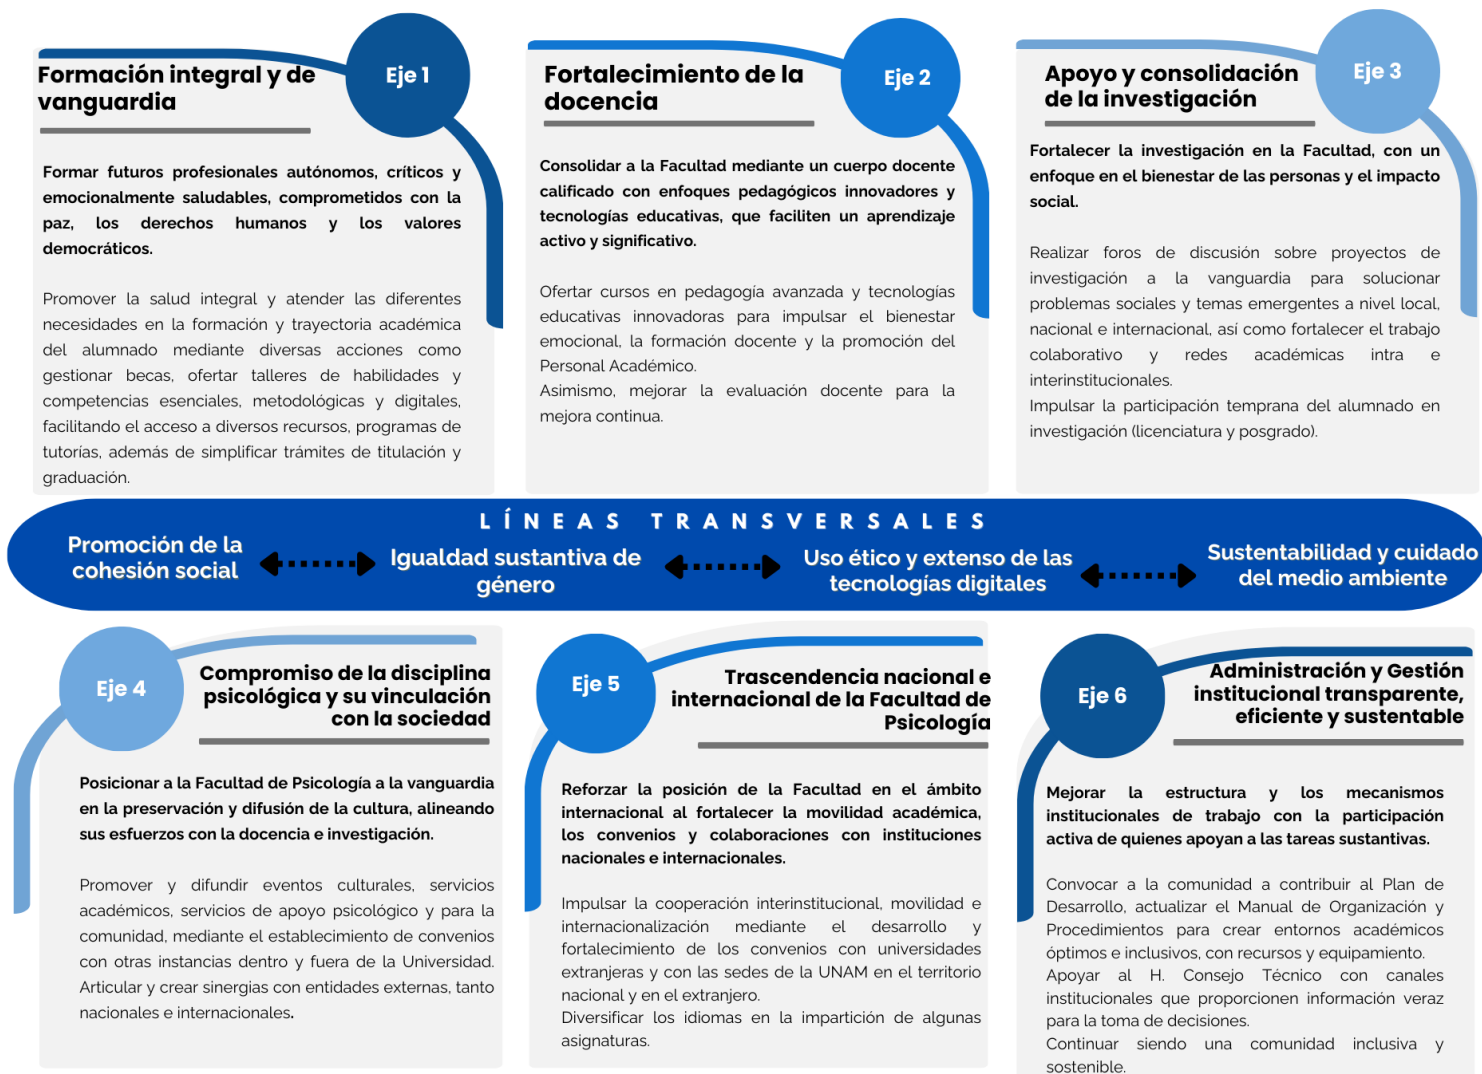 Eje 1
Formación integral y de
vanguardia
Formar futuros profesionales autónomos, críticos y
emocionalmente saludables, comprometidos con la
paz, los derechos humanos y los valores
democráticos.
Promover la salud integral y atender las diferentes
necesidades en la formación y trayectoria académica
del alumnado mediante diversas acciones como
gestionar becas, ofertar talleres de habilidades y
competencias esenciales, metodológicas y digitales,
facilitando el acceso a diversos recursos, programas de
tutorías, además de simplificar trámites de titulación y
graduación.
Eje 2
Fortalecimiento de la
docencia
Consolidar a la Facultad mediante un cuerpo docente
calificado con enfoques pedagógicos innovadores y
tecnologías educativas, que faciliten un aprendizaje
activo y significativo.
Ofertar cursos en pedagogía avanzada y tecnologías
educativas innovadoras para impulsar el bienestar
emocional, la formación docente y la promoción del
Personal Académico.
Asimismo, mejorar la evaluación docente para la
mejora continua.
Eje 3
Apoyo y consolidación
de la investigación
Fortalecer la investigación en la Facultad, con un
enfoque en el bienestar de las personas y el impacto
social.
Realizar foros de discusión sobre proyectos de
investigación a la vanguardia para solucionar
problemas sociales y temas emergentes a nivel local,
nacional e internacional, así como fortalecer el trabajo
colaborativo y redes académicas intra e
interinstitucionales.
Impulsar la participación temprana del alumnado en
investigación (licenciatura y posgrado).
LÍNEAS TRANSVERSALES
Promoción de la
cohesión social
Igualdad sustantiva de
género
Uso ético y extenso de las
tecnologías digitales
Sustentabilidad y cuidado
del medio ambiente
Eje 4
Compromiso de la disciplina
psicológica y su vinculación
con la sociedad
Posicionar a la Facultad de Psicología a la vanguardia
en la preservación y difusión de la cultura, alineando
sus esfuerzos con la docencia e investigación.
Promover y difundir eventos culturales, servicios
académicos, servicios de apoyo psicológico y para la
comunidad, mediante el establecimiento de convenios
con otras instancias dentro y fuera de la Universidad.
Articular y crear sinergias con entidades externas, tanto
nacionales e internacionales.
Eje 5
Trascendencia nacional e
internacional de la Facultad de
Psicología
Reforzar la posición de la Facultad en el ámbito
internacional al fortalecer la movilidad académica,
los convenios y colaboraciones con instituciones
nacionales e internacionales.
Impulsar la cooperación interinstitucional, movilidad e
internacionalización mediante el desarrollo y
fortalecimiento de los convenios con universidades
extranjeras y con las sedes de la UNAM en el territorio
nacional y en el extranjero.
Diversificar los idiomas en la impartición de algunas
asignaturas.
Eje 6
Administración y Gestión
institucional transparente,
eficiente y sustentable
Mejorar la estructura y los mecanismos
institucionales de trabajo con la participación
activa de quienes apoyan a las tareas sustantivas.
Convocar a la comunidad a contribuir al Plan de
Desarrollo, actualizar el Manual de Organización y
Procedimientos para crear entornos académicos
óptimos e inclusivos, con recursos y equipamiento.
Apoyar al H. Consejo Técnico con canales
institucionales que proporcionen información veraz
para la toma de decisiones.
Continuar siendo una comunidad inclusiva y
sostenible.